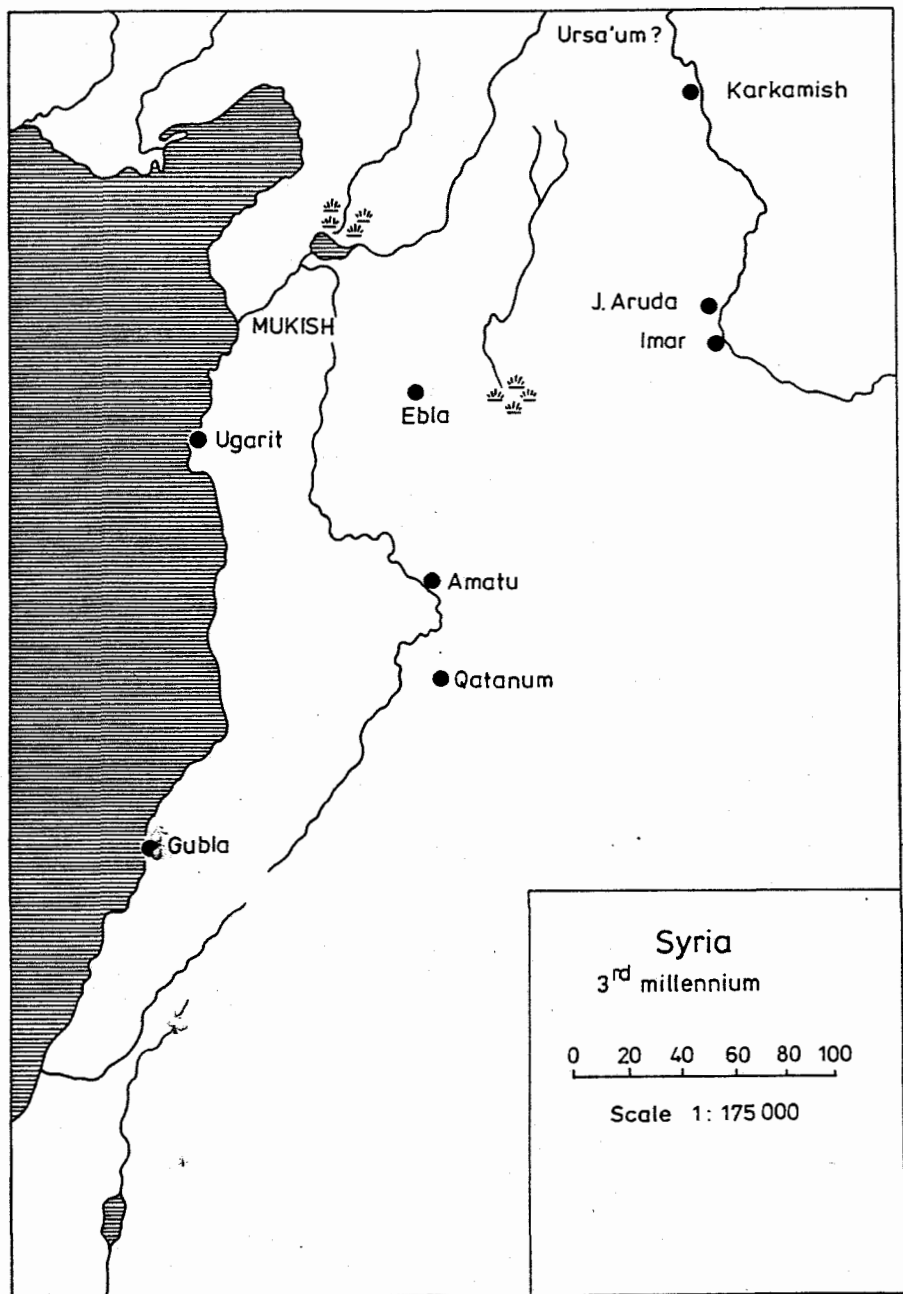 Ursa'um?
Karkamish
J. Aruda
MUKISH
Imar
Ebla
Ugarit
Amatu
Qatanum
Gubla
Syria
3rd millennium
0 20 40 60 80 100
Scale 1: 175 000